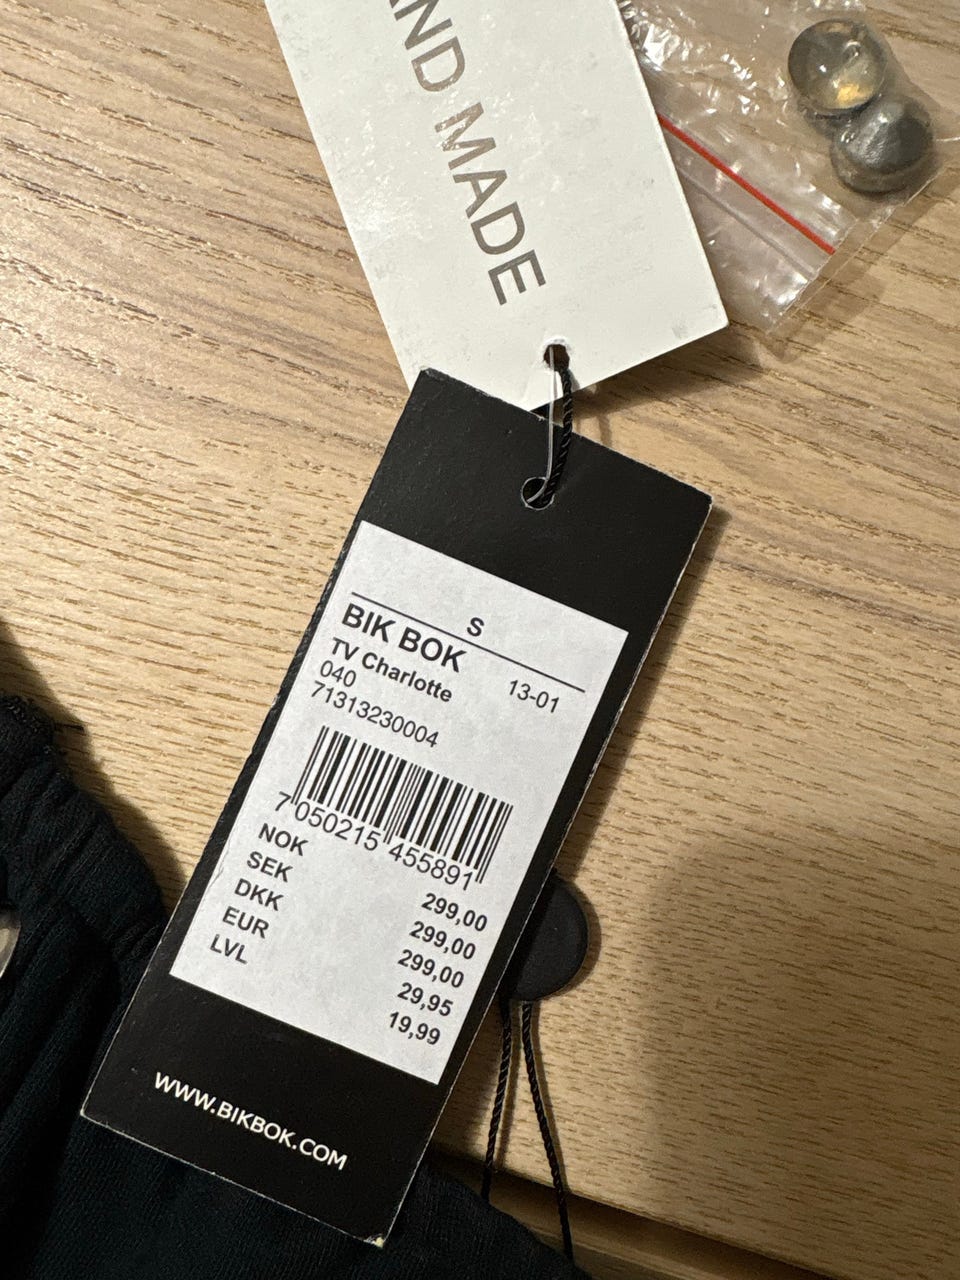 AND MADE
S
BIK BOK
TV Charlotte 13-01
040
71313230004
7 050215 455891
NOK 299,00
SEK 299,00
DKK 299,00
EUR 29,95
LVL 19,99
WWW.BIKBOK.COM